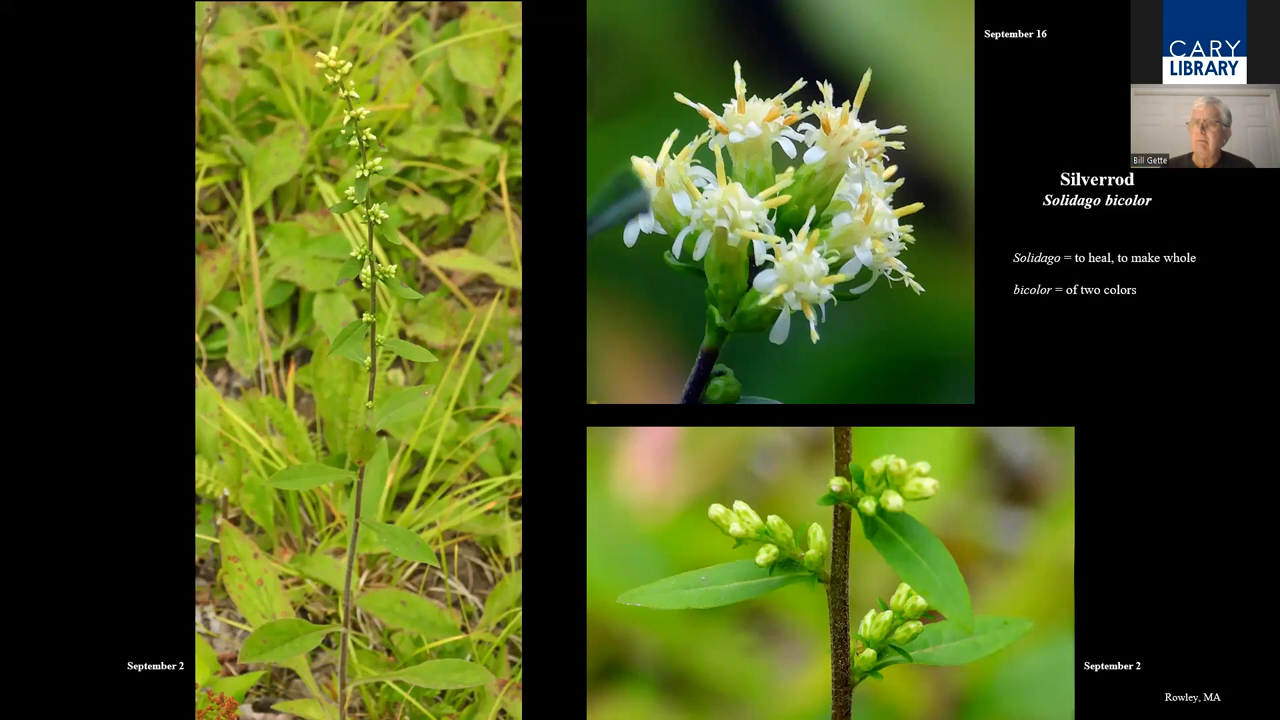 September 16
CARY
LIBRARY
Bill Gette
Silverrod
Solidago bicolor
Solidago = to heal, to make whole
bicolor = of two colors
September 2
September 2
Rowley, MA